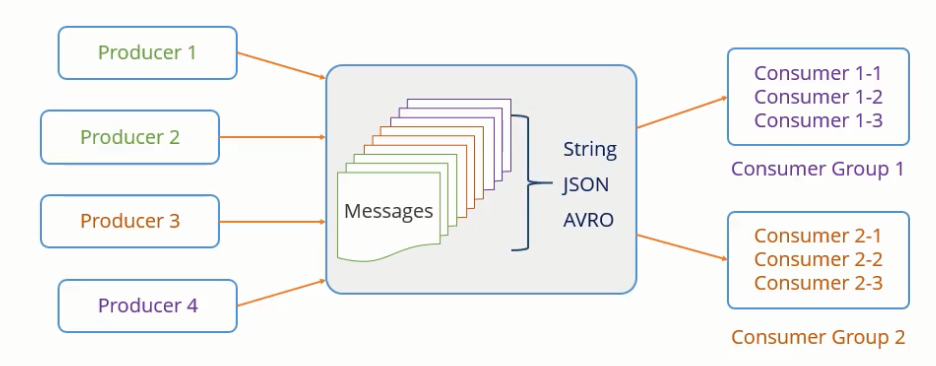 Producer 1
Producer 2
Producer 3
Producer 4
Messages
String
JSON
AVRO
Consumer 1-1
Consumer 1-2
Consumer 1-3
Consumer Group 1
Consumer 2-1
Consumer 2-2
Consumer 2-3
Consumer Group 2